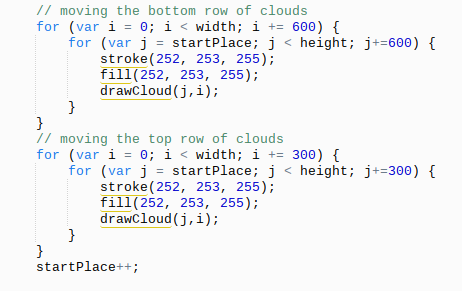 // moving the bottom row of clouds
for (var i = 0; i < width; i += 600) {
    for (var j = startPlace; j < height; j+=600) {
        stroke(252, 253, 255);
        fill(252, 253, 255);
        drawCloud(j,i);
    }
}
// moving the top row of clouds
for (var i = 0; i < width; i += 300) {
    for (var j = startPlace; j < height; j+=300) {
        stroke(252, 253, 255);
        fill(252, 253, 255);
        drawCloud(j,i);
    }
}
startPlace++;